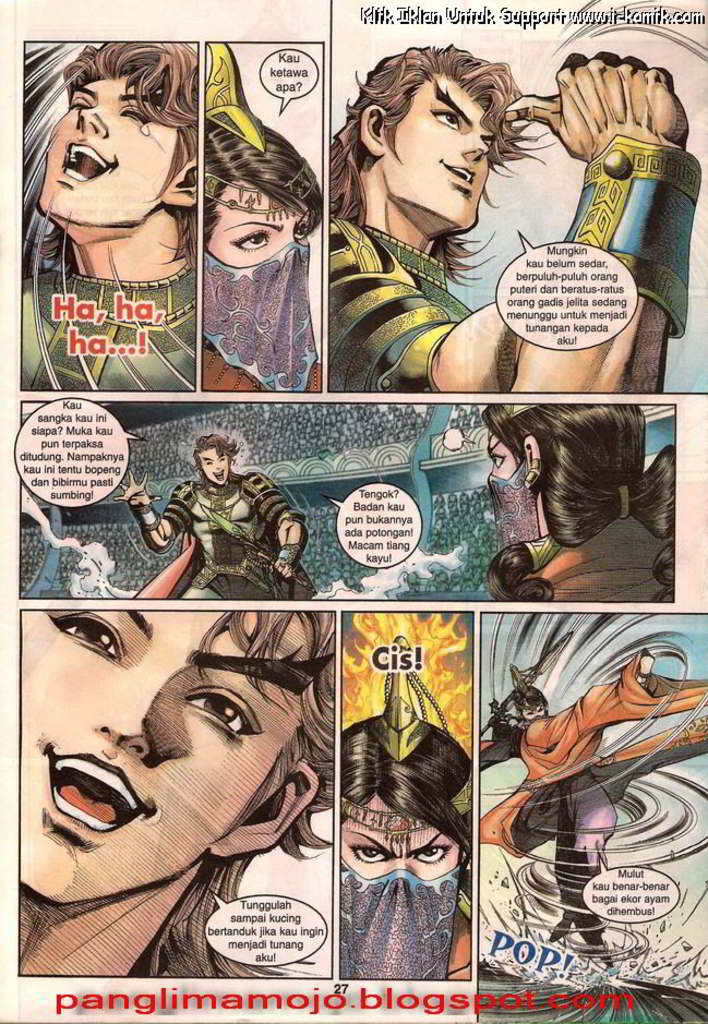 Klik Iklan Untuk Support www.i-komik.com
Ha, ha,
ha...!
Kau
ketawa
apa?
Mungkin
kau belum sedar,
berpuluh-puluh orang
puteri dan beratus-ratus
orang gadis jelita sedang
menunggu untuk menjadi
tunangan kepada
aku!
Kau
sangka kau ini
siapa? Muka kau
pun terpaksa
ditudung. Nampaknya
kau ini tentu bopeng
dan bibirmu pasti
sumbing!
Tengok?
Badan kau
pun bukannya
ada potongan!
Macam tiang
kayu!
Tunggulah
sampai kucing
bertanduk jika kau ingin
menjadi tunang
aku!
Cis!
Mulut
kau benar-benar
bagai ekor ayam
dihembus!
POP!
27
panglimamojo.blogspot.com